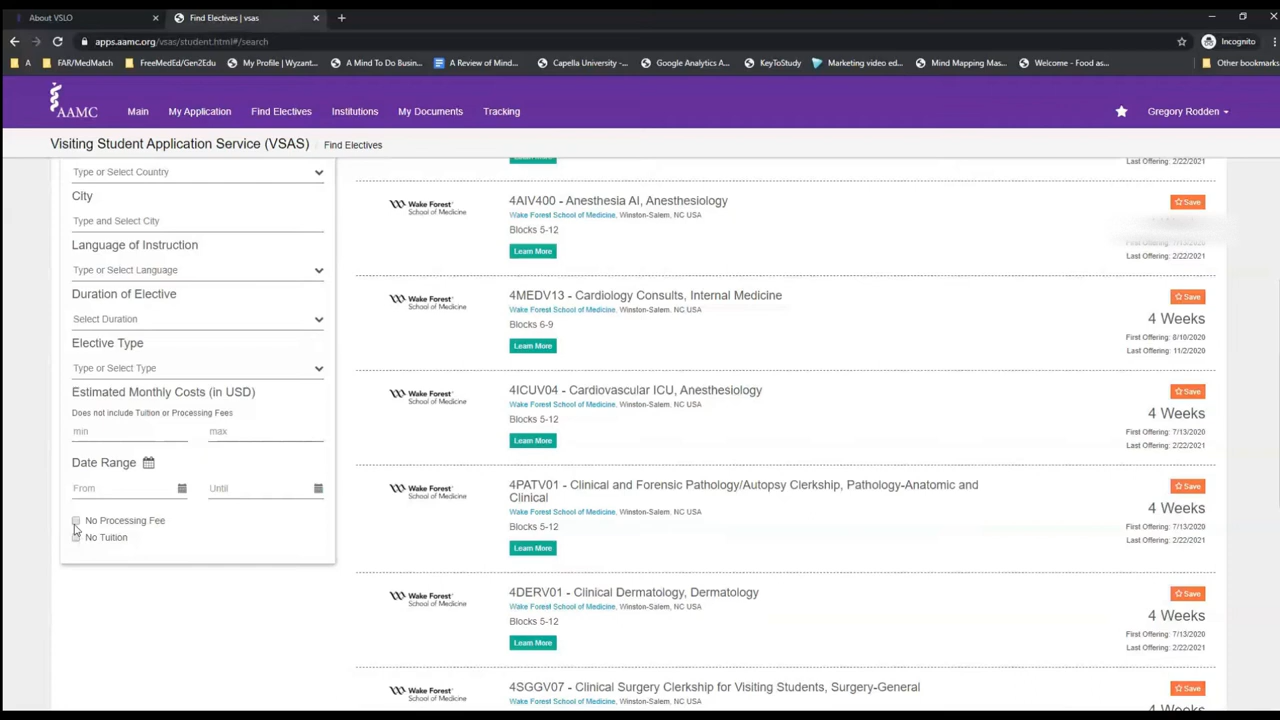 About VSLO
Find Electives | vsas
apps.aamc.org/vsas/student.html#/search
Incognito
A
FAR/MedMatch
FreeMedEd/Gen2Edu
My Profile | Wyzant...
A Mind To Do Busin...
A Review of Mind...
Capella University -...
Google Analytics A...
KeyToStudy
Marketing video ed...
Mind Mapping Mas...
Welcome - Food as...
Other bookmarks
AAMC
Main
My Application
Find Electives
Institutions
My Documents
Tracking
Gregory Rodden
Visiting Student Application Service (VSAS)
Find Electives
Type or Select Country
City
Type and Select City
Language of Instruction
Type or Select Language
Duration of Elective
Select Duration
Elective Type
Type or Select Type
Estimated Monthly Costs (in USD)
Does not include Tuition or Processing Fees
min
max
Date Range
From
Until
No Processing Fee
No Tuition
Last Offering: 2/22/2021
Wake Forest
School of Medicine
4AIV400 - Anesthesia AI, Anesthesiology
Wake Forest School of Medicine, Winston-Salem, NC USA
Blocks 5-12
Learn More
Save
Last Offering: 2/22/2021
Wake Forest
School of Medicine
4MEDV13 - Cardiology Consults, Internal Medicine
Wake Forest School of Medicine, Winston-Salem, NC USA
Blocks 6-9
Learn More
Save
4 Weeks
First Offering: 8/10/2020
Last Offering: 11/2/2020
Wake Forest
School of Medicine
4ICUV04 - Cardiovascular ICU, Anesthesiology
Wake Forest School of Medicine, Winston-Salem, NC USA
Blocks 5-12
Learn More
Save
4 Weeks
First Offering: 7/13/2020
Last Offering: 2/22/2021
Wake Forest
School of Medicine
4PATV01 - Clinical and Forensic Pathology/Autopsy Clerkship, Pathology-Anatomic and
Clinical
Wake Forest School of Medicine, Winston-Salem, NC USA
Blocks 5-12
Learn More
Save
4 Weeks
First Offering: 7/13/2020
Last Offering: 2/22/2021
Wake Forest
School of Medicine
4DERV01 - Clinical Dermatology, Dermatology
Wake Forest School of Medicine, Winston-Salem, NC USA
Blocks 5-12
Learn More
Save
4 Weeks
First Offering: 7/13/2020
Last Offering: 2/22/2021
Wake Forest
School of Medicine
4SGGV07 - Clinical Surgery Clerkship for Visiting Students, Surgery-General
Wake Forest School of Medicine, Winston-Salem, NC USA
Save
4 Weeks